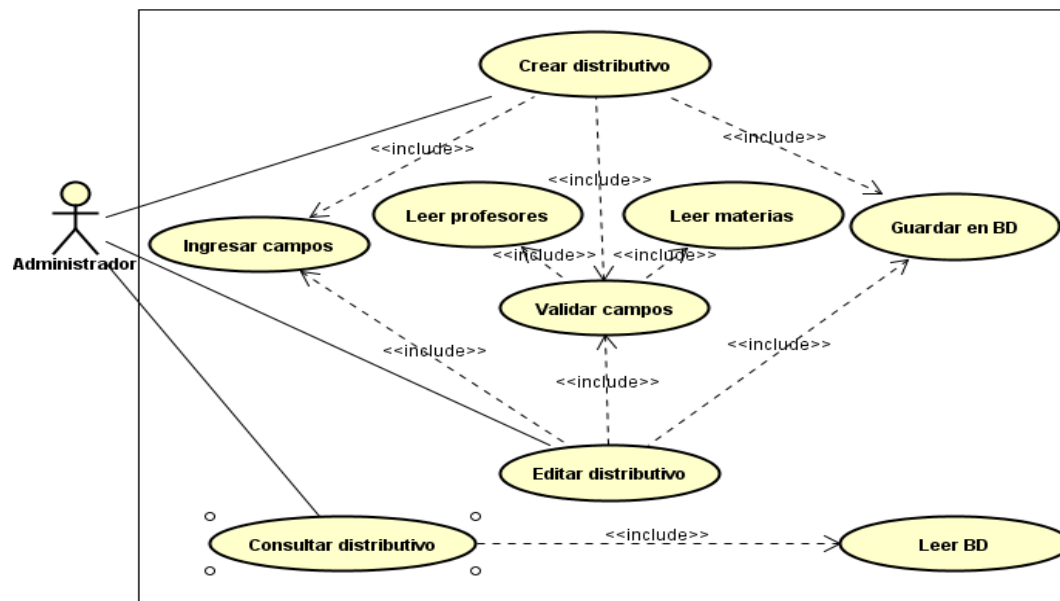 Crear distributivo
<<include>>
<<include>>
<<include>>
Leer profesores
Leer materias
Ingresar campos
Guardar en BD
Administrador
<<include>>
<<include>>
Validar campos
<<include>>
<<include>>
<<include>>
Editar distributivo
Consultar distributivo
<<include>>
Leer BD